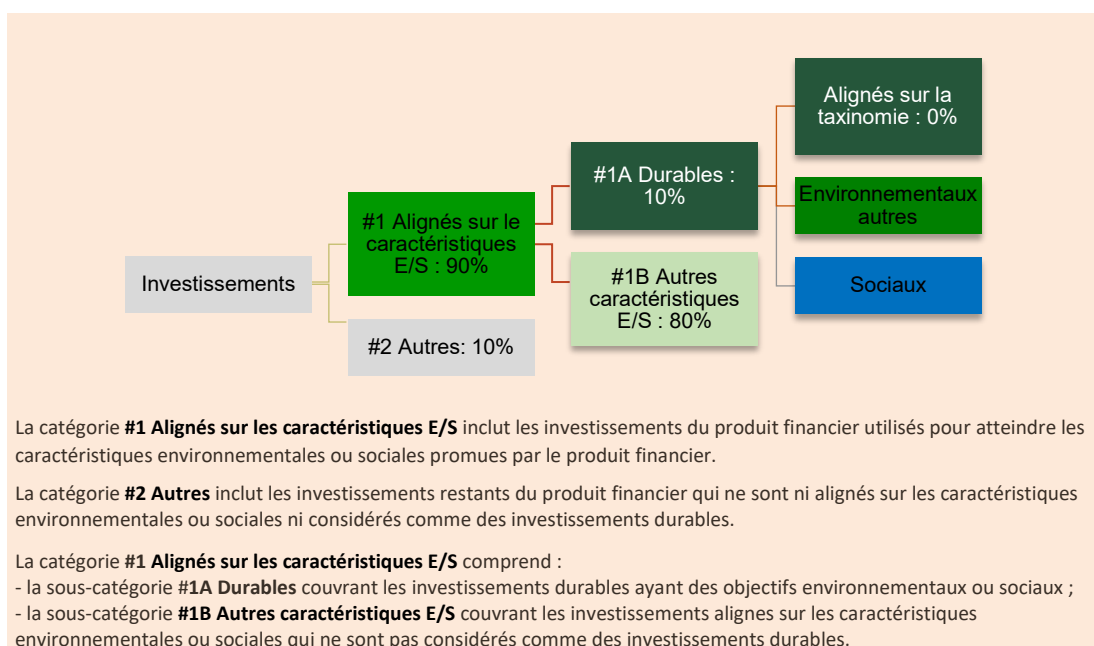 Alignés sur la
taxinomie : 0%
#1A Durables :
10%
Environnementaux
autres
#1 Alignés sur le
caractéristiques
E/S : 90%
Investissements
#1B Autres
caractéristiques
E/S : 80%
Sociaux
#2 Autres: 10%
La catégorie #1 Alignés sur les caractéristiques E/S inclut les investissements du produit financier utilisés pour atteindre les
caractéristiques environnementales ou sociales promues par le produit financier.
La catégorie #2 Autres inclut les investissements restants du produit financier qui ne sont ni alignés sur les caractéristiques
environnementales ou sociales ni considérés comme des investissements durables.
La catégorie #1 Alignés sur les caractéristiques E/S comprend :
- la sous-catégorie #1A Durables couvrant les investissements durables ayant des objectifs environnementaux ou sociaux ;
- la sous-catégorie #1B Autres caractéristiques E/S couvrant les investissements alignes sur les caractéristiques
environnementales ou sociales qui ne sont pas considérés comme des investissements durables.